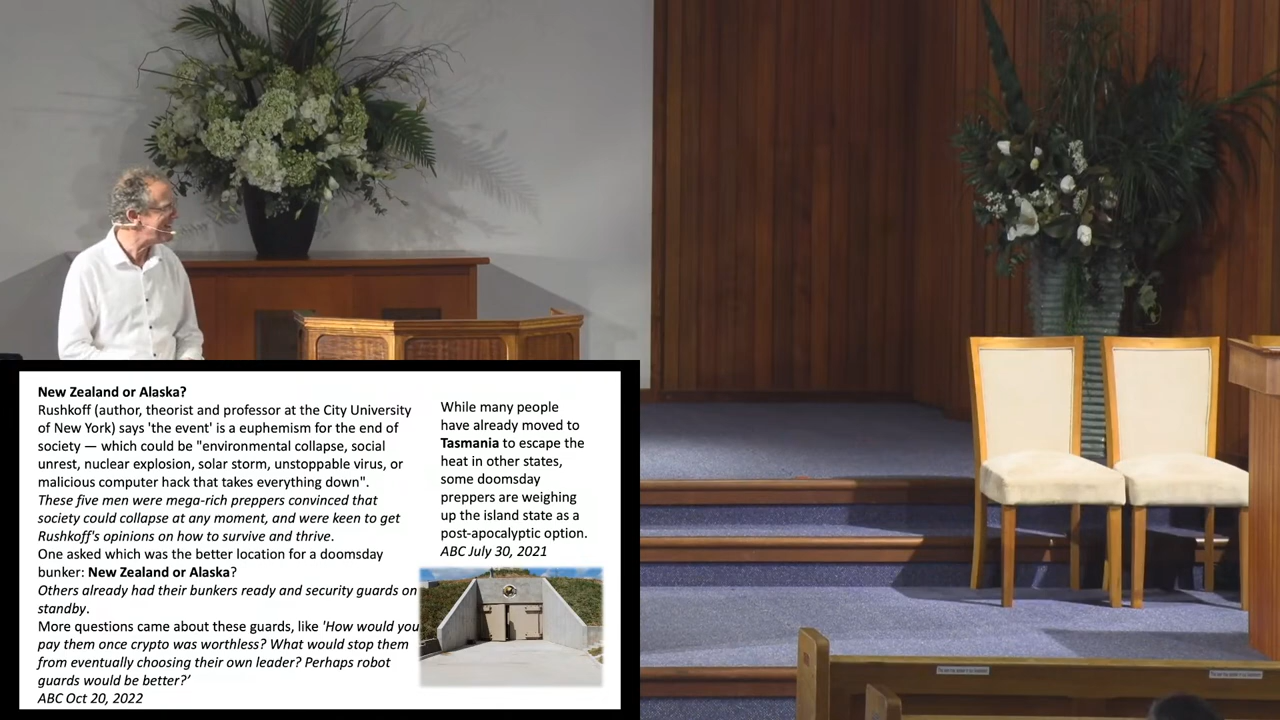 New Zealand or Alaska?
Rushkoff (author, theorist and professor at the City University
of New York) says 'the event' is a euphemism for the end of
society — which could be "environmental collapse, social
unrest, nuclear explosion, solar storm, unstoppable virus, or
malicious computer hack that takes everything down".
These five men were mega-rich preppers convinced that
society could collapse at any moment, and were keen to get
Rushkoff's opinions on how to survive and thrive.
One asked which was the better location for a doomsday
bunker: New Zealand or Alaska?
Others already had their bunkers ready and security guards on
standby.
More questions came about these guards, like 'How would you
pay them once crypto was worthless? What would stop them
from eventually choosing their own leader? Perhaps robot
guards would be better?'
ABC Oct 20, 2022
While many people
have already moved to
Tasmania to escape the
heat in other states,
some doomsday
preppers are weighing
up the island state as a
post-apocalyptic option.
ABC July 30, 2021